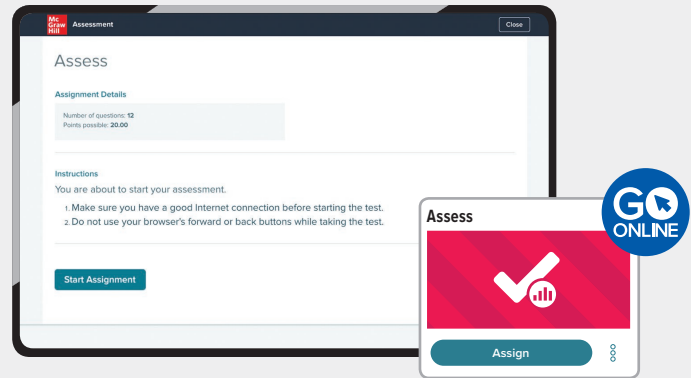 Mc
Graw
Hill
Assessment
Close
Assess
Assignment Details
Number of questions: 12
Points possible: 20.00
Instructions
You are about to start your assessment.
1. Make sure you have a good Internet connection before starting the test.
2. Do not use your browser's forward or back buttons while taking the test.
Start Assignment
Assess
GO
ONLINE
Assign